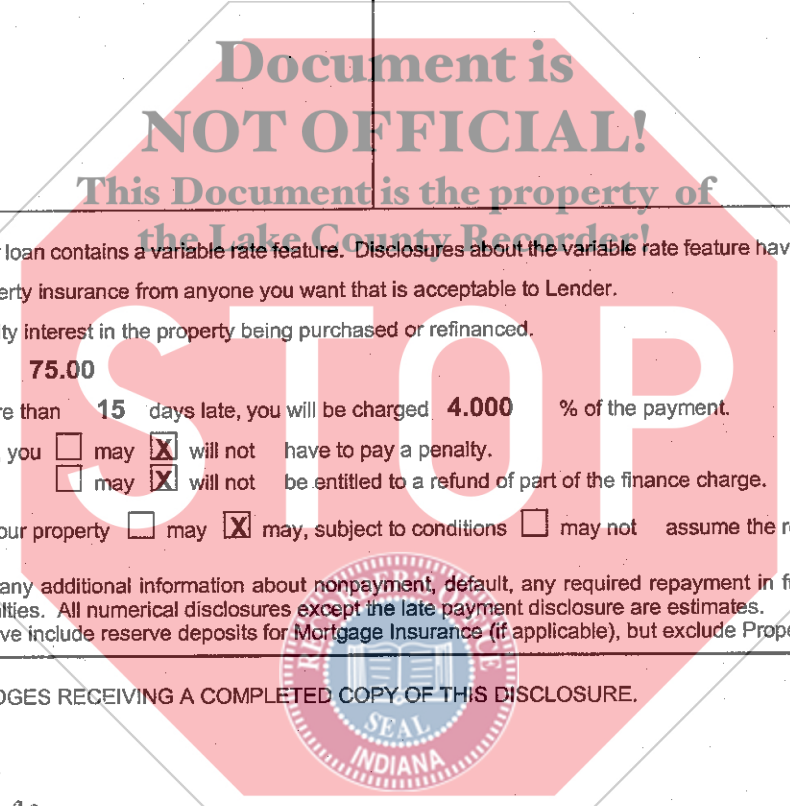 Document is
NOT OFFICIAL!
This Document is the property of
the Lake County Recorder!
loan contains a variable rate feature. Disclosures about the variable rate feature hav
erty insurance from anyone you want that is acceptable to Lender.
ty interest in the property being purchased or refinanced.
75.00
re than 15 days late, you will be charged 4.000 % of the payment.
you ☐ may ☒ will not have to pay a penalty.
☐ may ☒ will not be entitled to a refund of part of the finance charge.
our property ☐ may ☒ may, subject to conditions ☐ may not assume the r
any additional information about nonpayment, default, any required repayment in f
lties. All numerical disclosures except the late payment disclosure are estimates.
ve include reserve deposits for Mortgage Insurance (if applicable), but exclude Prope
OGES RECEIVING A COMPLETED COPY OF THIS DISCLOSURE.
STOP
RECORDER'S OFFICE
SEAL
INDIANA